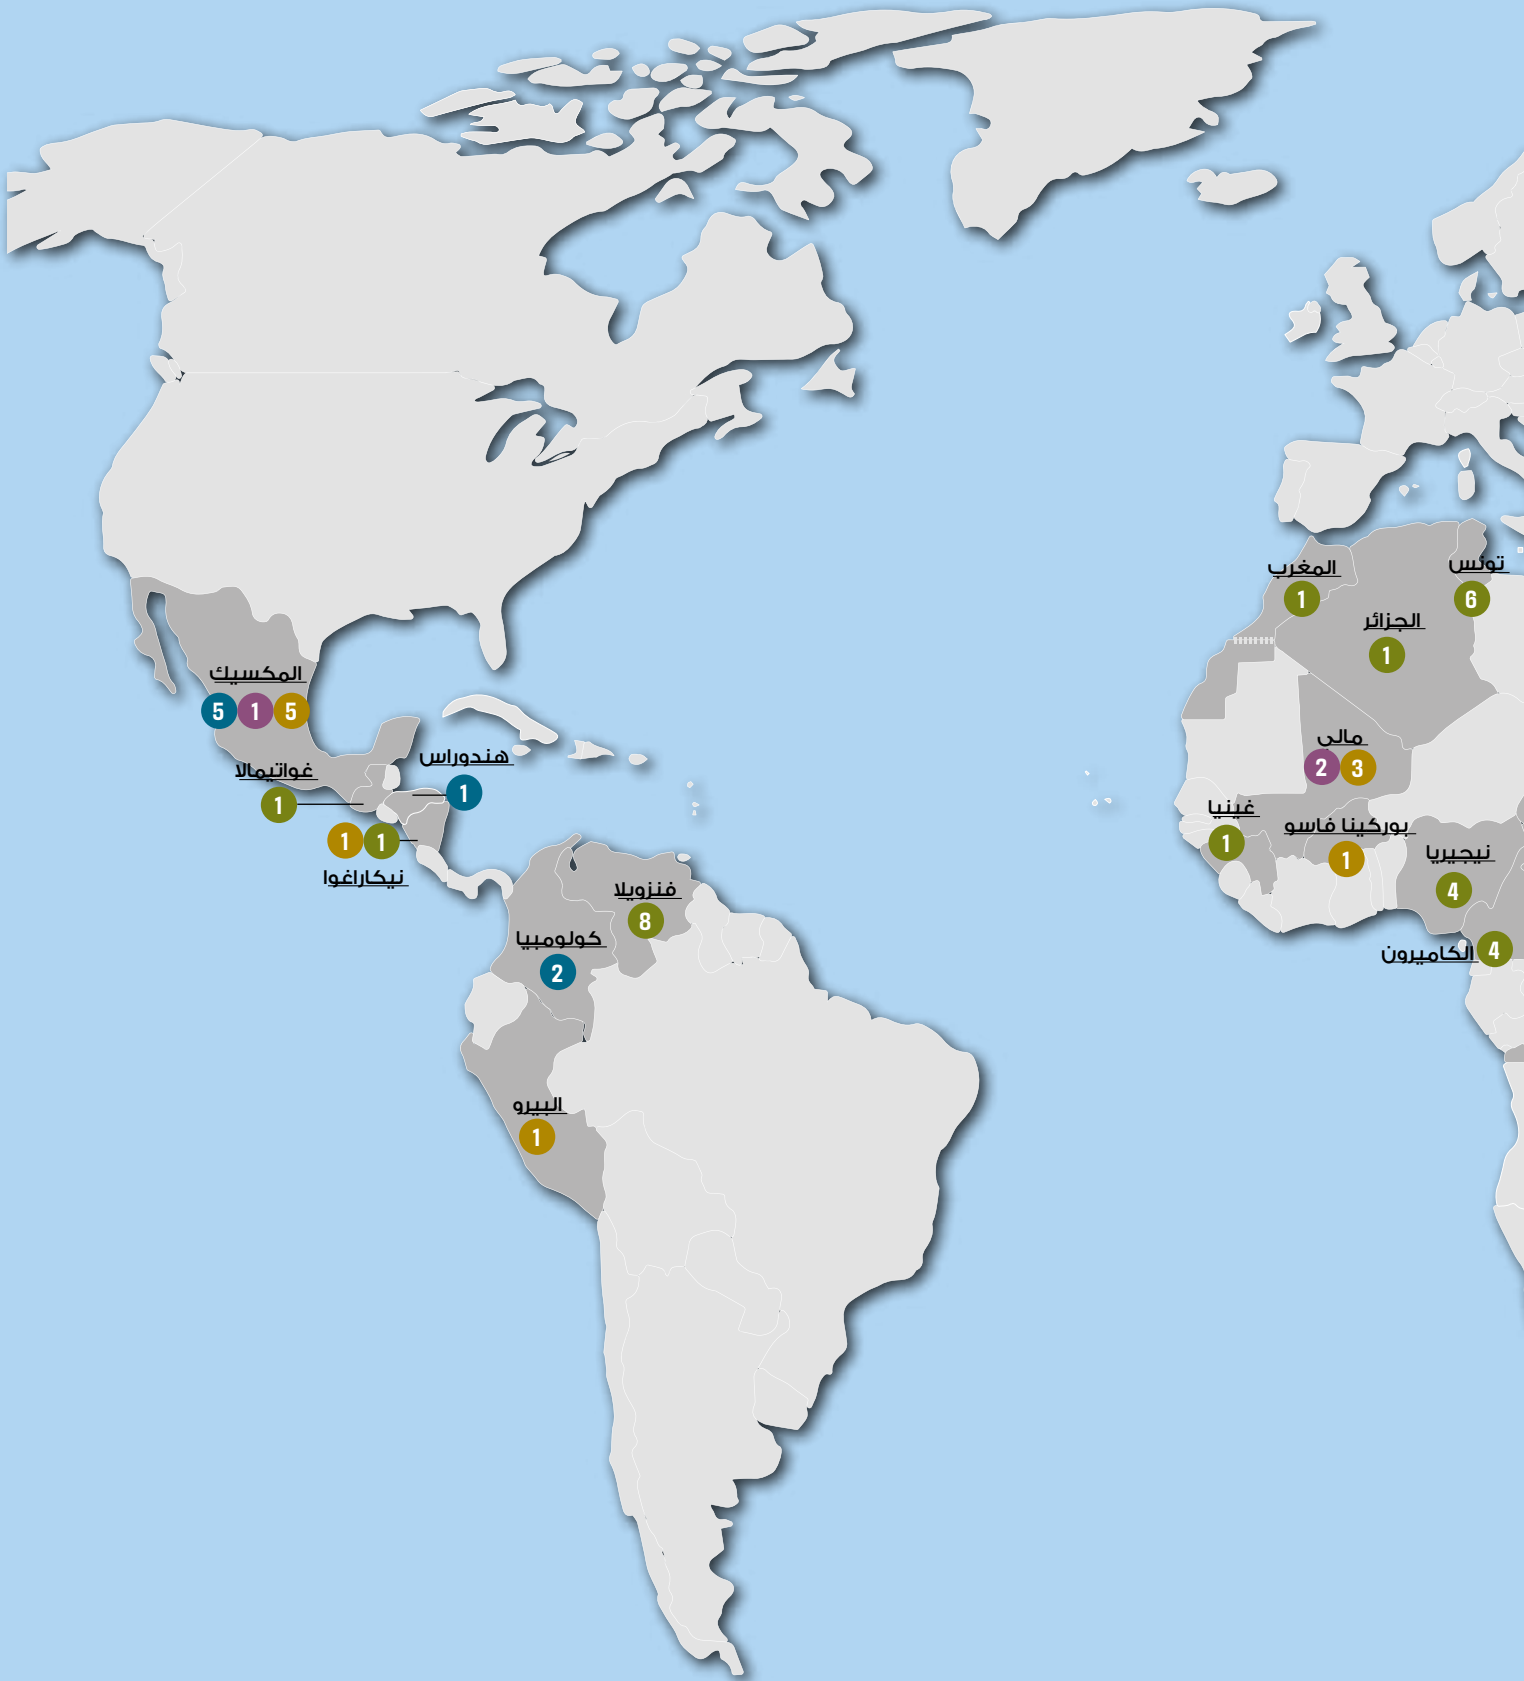 المغرب
1
تونس
6
الجزائر
1
المكسيك
5 1 5
مالي
2 3
هندوراس
1
غواتيمالا
1
غينيا
1
بوركينا فاسو
1
نيجيريا
4
1 1
نيكاراغوا
فنزويلا
8
كولومبيا
2
الكاميرون 4
البيرو
1